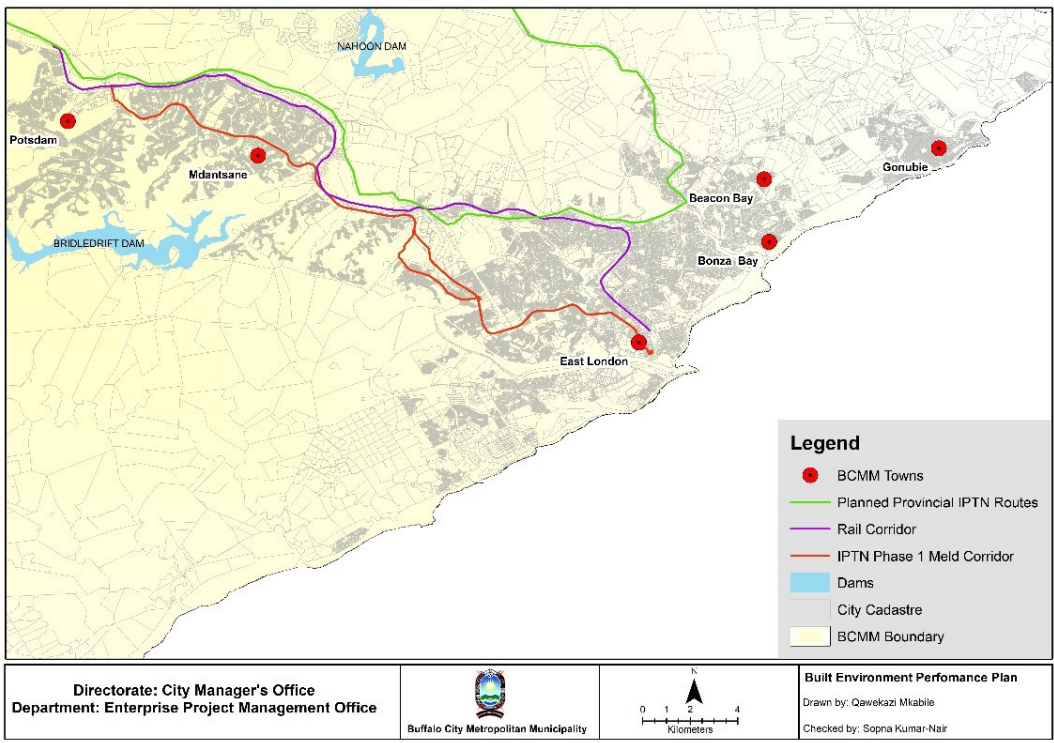 NAHOON DAM
Potsdam
Mdantsane
Gonubie
Beacon Bay
BRIDLEDRIFT DAM
Bonza Bay
East London
Legend
BCMM Towns
Planned Provincial IPTN Routes
Rail Corridor
IPTN Phase 1 Meld Corridor
Dams
City Cadastre
BCMM Boundary
Directorate: City Manager's Office
Department: Enterprise Project Management Office
Buffalo City Metropolitan Municipality
N
0 1 2 4
Kilometers
Built Environment Perfomance Plan
Drawn by: Qawekazi Mkabile
Checked by: Sopna Kumar-Nair